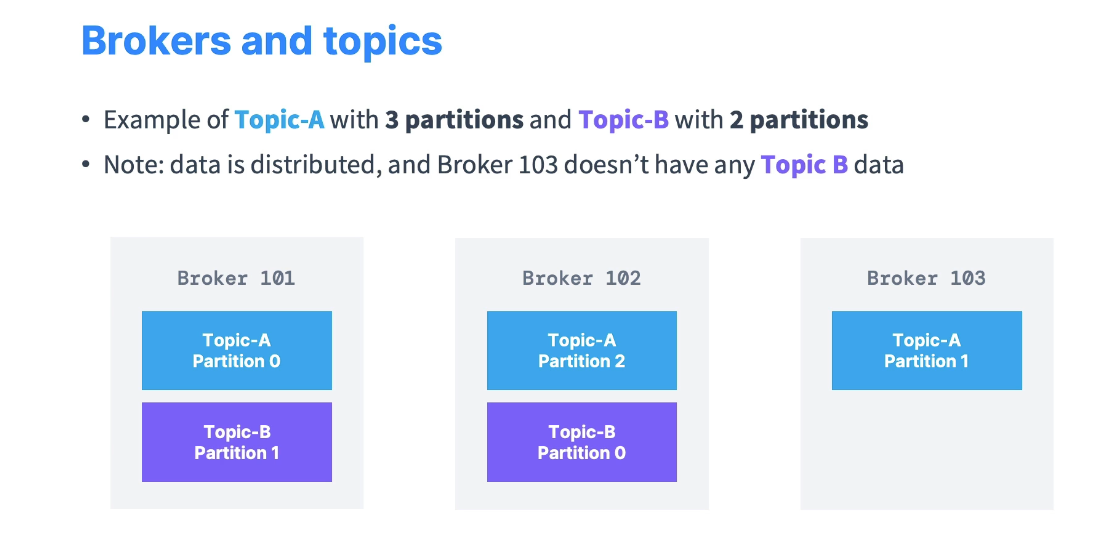 Brokers and topics
• Example of Topic-A with 3 partitions and Topic-B with 2 partitions
• Note: data is distributed, and Broker 103 doesn’t have any Topic B data
Broker 101
Topic-A
Partition 0
Topic-B
Partition 1
Broker 102
Topic-A
Partition 2
Topic-B
Partition 0
Broker 103
Topic-A
Partition 1